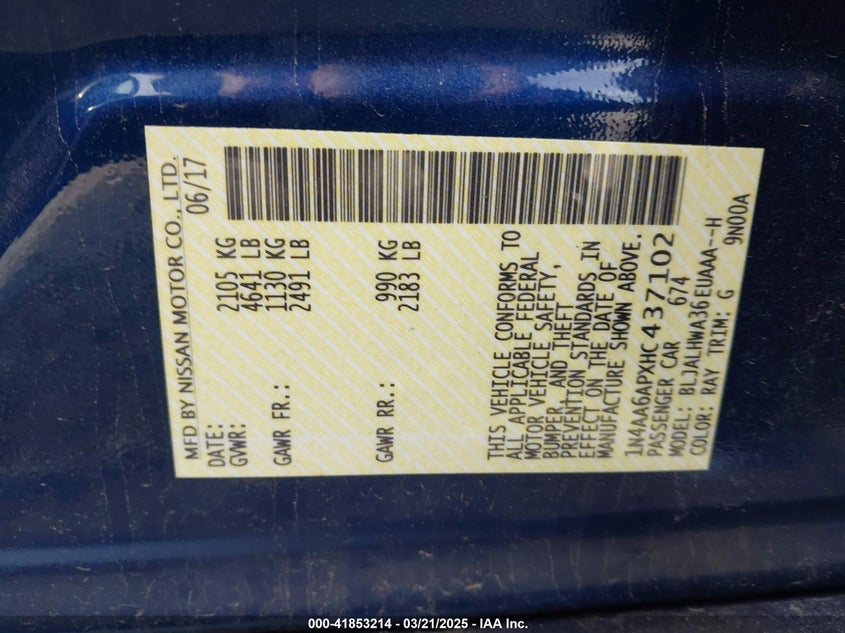 MFD BY NISSAN MOTOR CO., LTD.
DATE: 06/17
GVWR: 2105 KG
4641 LB
GAWR FR.: 1130 KG
2491 LB
GAWR RR.: 990 KG
2183 LB
THIS VEHICLE CONFORMS TO
ALL APPLICABLE FEDERAL
MOTOR VEHICLE SAFETY,
BUMPER, AND THEFT
PREVENTION STANDARDS IN
EFFECT ON THE DATE OF
MANUFACTURE SHOWN ABOVE.
1N4AA6APXHC437102
PASSENGER CAR 674
MODEL: BLJALHWA36EUAAA--H
COLOR: RAY TRIM: G 9N00A
000-41853214 - 03/21/2025 - IAA Inc.